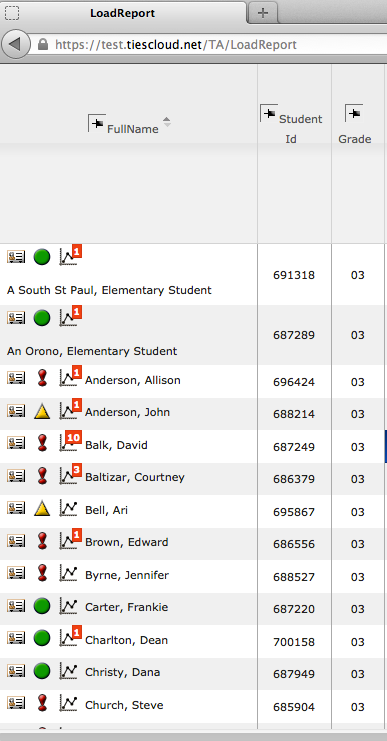 LoadReport
https://test.tiescloud.net/TA/LoadReport
FullName
Student Id
Grade
1
A South St Paul, Elementary Student 691318 03
1
An Orono, Elementary Student 687289 03
1 Anderson, Allison 696424 03
1 Anderson, John 688214 03
10 Balk, David 687249 03
3 Baltizar, Courtney 686379 03
Bell, Ari 695867 03
1 Brown, Edward 686556 03
Byrne, Jennifer 688527 03
Carter, Frankie 687220 03
1 Charlton, Dean 700158 03
Christy, Dana 687949 03
Church, Steve 685904 03